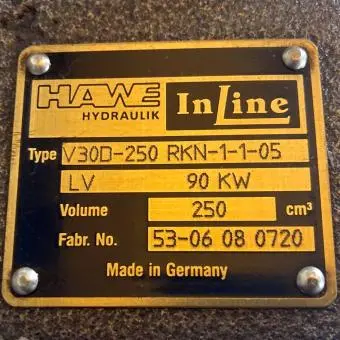 HAWE
HYDRAULIK
InLine
Type V30D-250 RKN-1-1-05
LV 90 KW
Volume 250 cm³
Fabr. No. 53-06 08 0720
Made in Germany